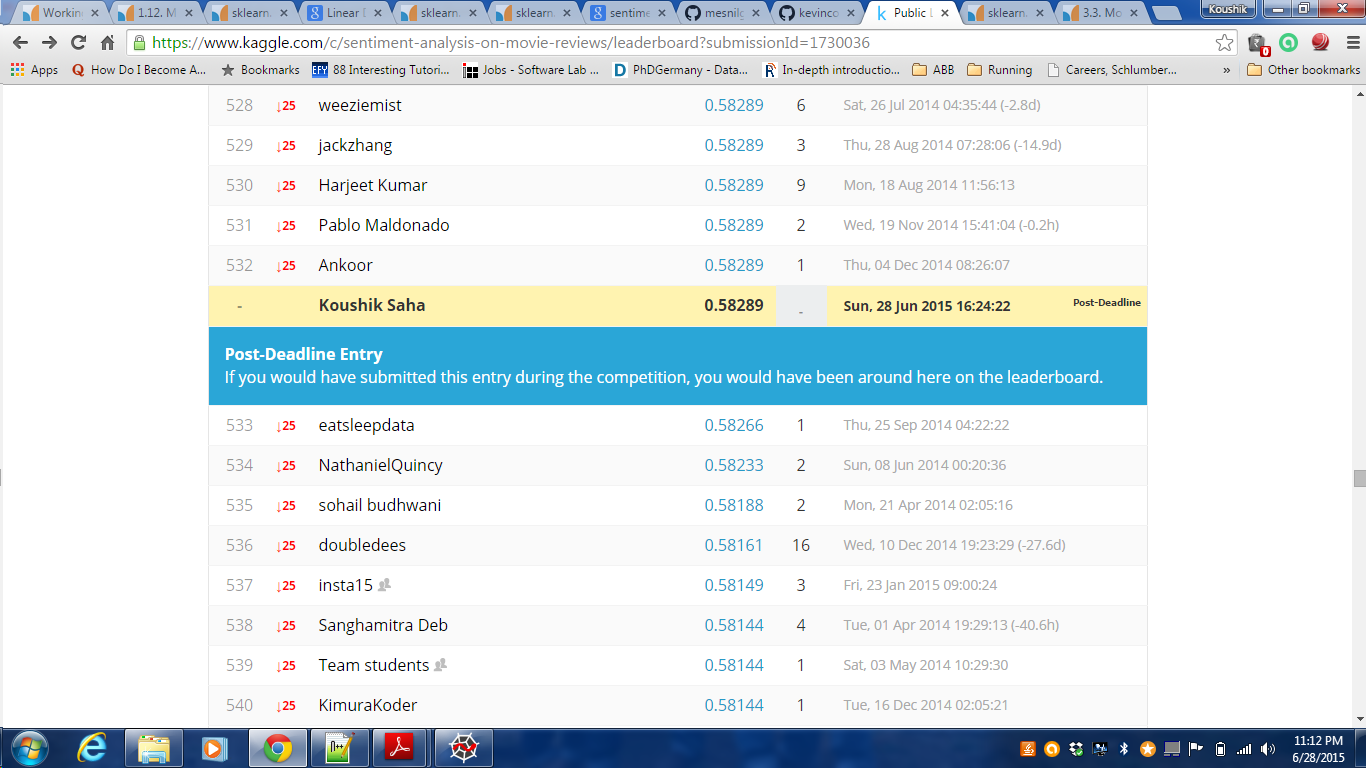 Workin
1.12. M
sklearn.
Linear D
sklearn.
sklearn.
sentime
mesnilg
kevinco
Public L
sklearn.
3.3. Mo
Koushik
https://www.kaggle.com/c/sentiment-analysis-on-movie-reviews/leaderboard?submissionId=1730036
0
Apps
How Do I Become A...
Bookmarks
EFY 88 Interesting Tutori...
Jobs - Software Lab ...
PhDGermany - Data...
In-depth introductio...
ABB
Running
Careers, Schlumber...
»
Other bookmarks
528 ↓25 weeziemist 0.58289 6 Sat, 26 Jul 2014 04:35:44 (-2.8d)
529 ↓25 jackzhang 0.58289 3 Thu, 28 Aug 2014 07:28:06 (-14.9d)
530 ↓25 Harjeet Kumar 0.58289 9 Mon, 18 Aug 2014 11:56:13
531 ↓25 Pablo Maldonado 0.58289 2 Wed, 19 Nov 2014 15:41:04 (-0.2h)
532 ↓25 Ankoor 0.58289 1 Thu, 04 Dec 2014 08:26:07
- Koushik Saha 0.58289 - Sun, 28 Jun 2015 16:24:22 Post-Deadline
Post-Deadline Entry
If you would have submitted this entry during the competition, you would have been around here on the leaderboard.
533 ↓25 eatsleepdata 0.58266 1 Thu, 25 Sep 2014 04:22:22
534 ↓25 NathanielQuincy 0.58233 2 Sun, 08 Jun 2014 00:20:36
535 ↓25 sohail budhwani 0.58188 2 Mon, 21 Apr 2014 02:05:16
536 ↓25 doubledees 0.58161 16 Wed, 10 Dec 2014 19:23:29 (-27.6d)
537 ↓25 insta15 0.58149 3 Fri, 23 Jan 2015 09:00:24
538 ↓25 Sanghamitra Deb 0.58144 4 Tue, 01 Apr 2014 19:29:13 (-40.6h)
539 ↓25 Team students 0.58144 1 Sat, 03 May 2014 10:29:30
540 ↓25 KimuraKoder 0.58144 1 Tue, 16 Dec 2014 02:05:21
11:12 PM
6/28/2015